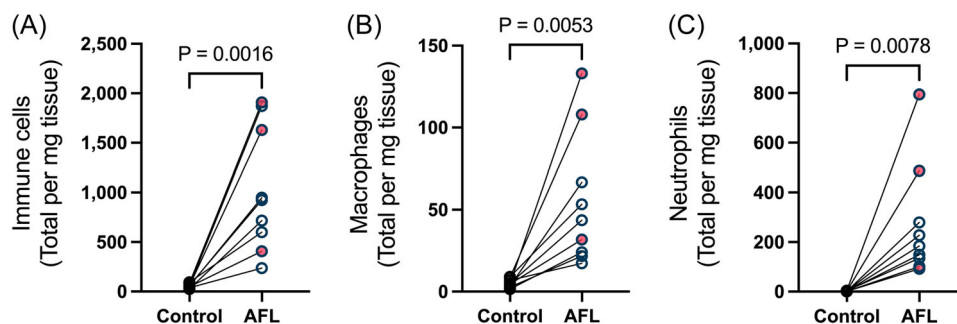 (A)
Immune cells
(Total per mg tissue)
2,500
2,000
1,500
1,000
500
0
P = 0.0016
Control AFL
(B)
Macrophages
(Total per mg tissue)
150
100
50
0
P = 0.0053
Control AFL
(C)
Neutrophils
(Total per mg tissue)
1,000
800
600
400
200
0
P = 0.0078
Control AFL